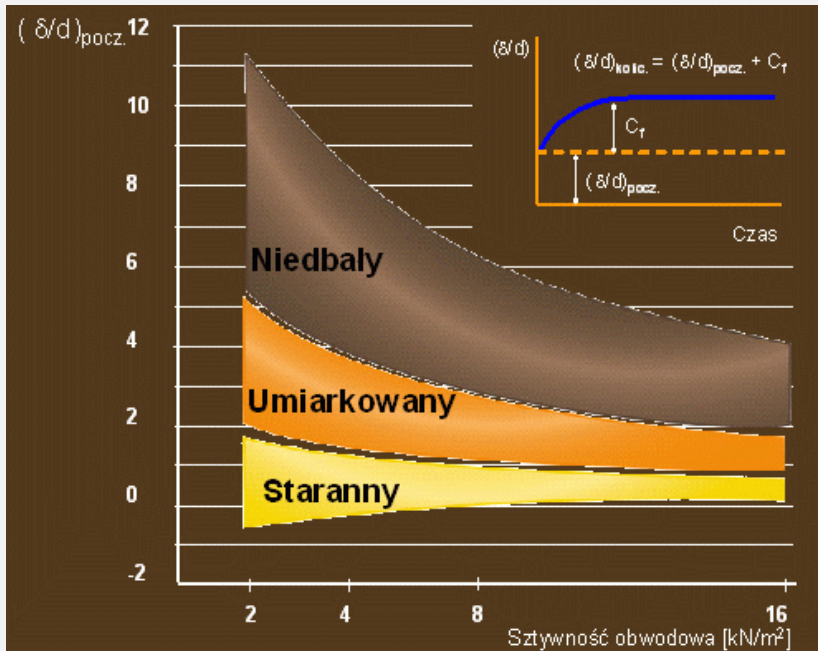 (δ/d)pocz.
12
10
8
6
4
2
0
-2
2
4
8
16
Sztywność obwodowa [kN/m²]
Niedbały
Umiarkowany
Staranny
(δ/d)
(δ/d)końc. = (δ/d)pocz. + Cf
Cf
(δ/d)pocz.
Czas